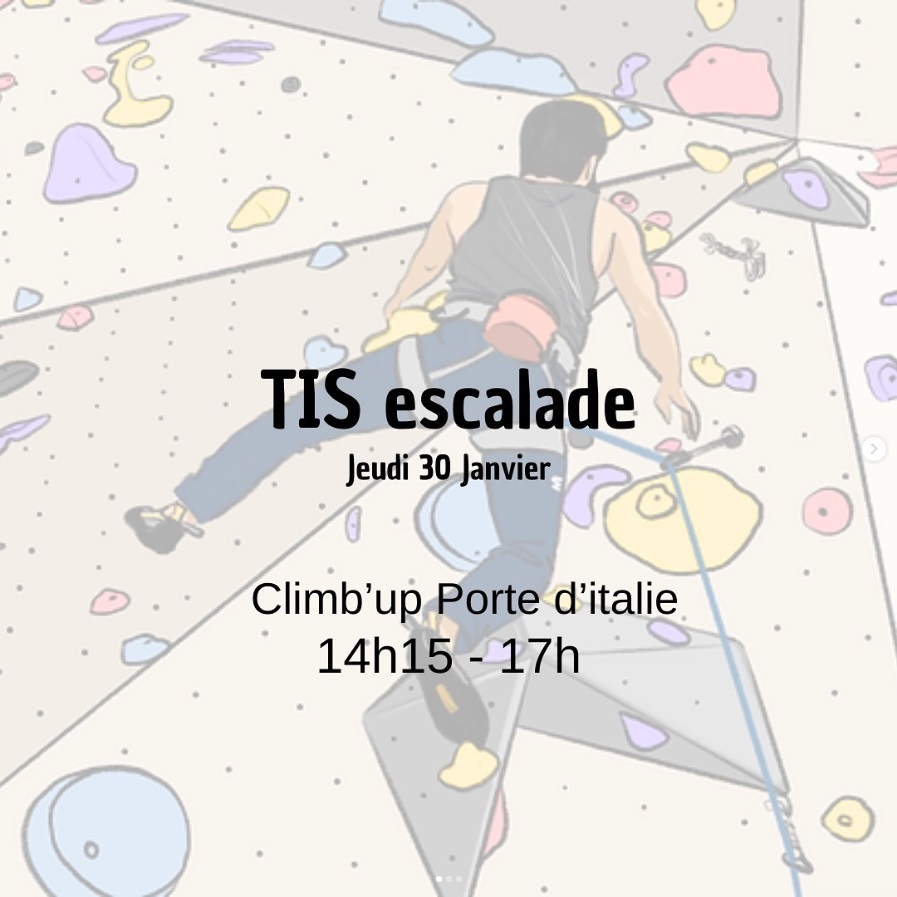 TIS escalade
Jeudi 30 Janvier
Climb’up Porte d’italie
14h15 - 17h